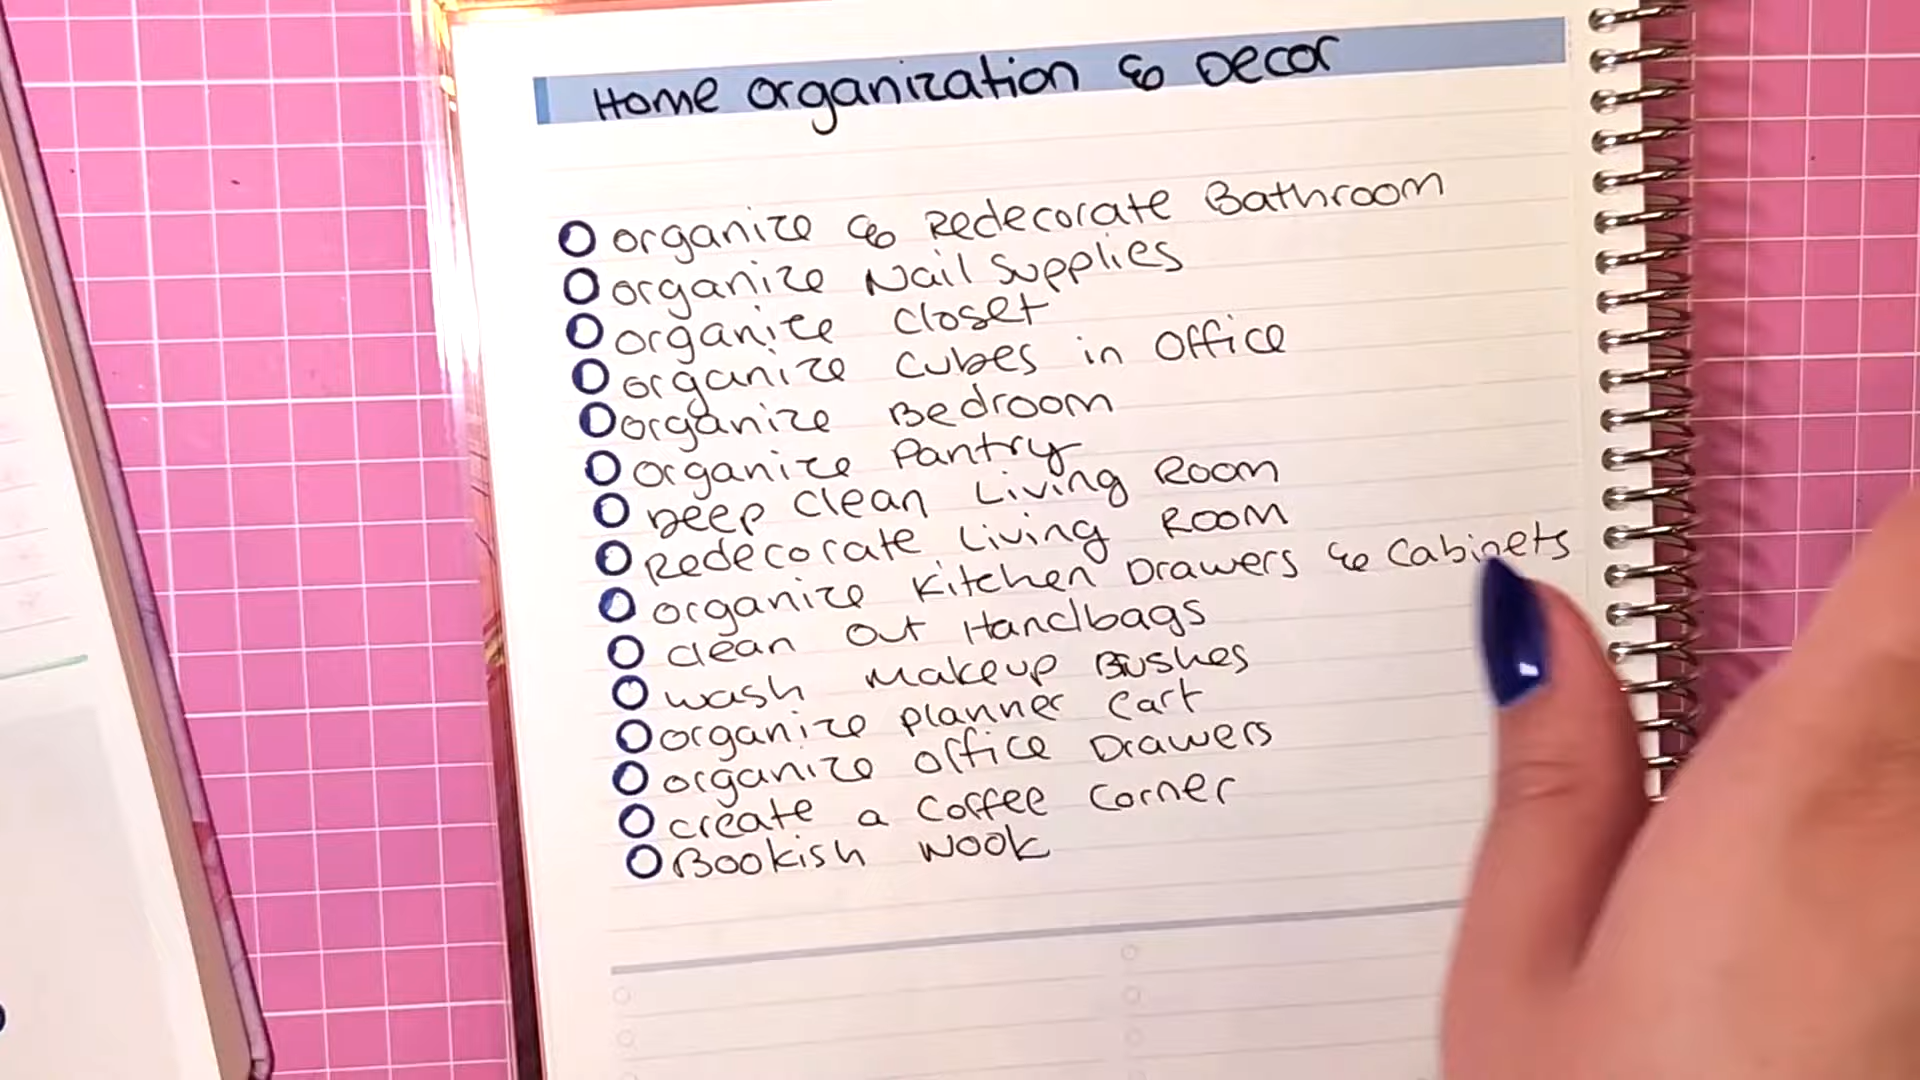 Home organization & Decor
organize & Redecorate Bathroom
organize Nail Supplies
organize closet
organize cubes in office
organize Bedroom
organize Pantry
Deep clean Living Room
Redecorate Living Room
organize Kitchen Drawers & Cabinets
clean out Handbags
wash Makeup Bushes
organize planner cart
organize office Drawers
create a coffee corner
Bookish Nook